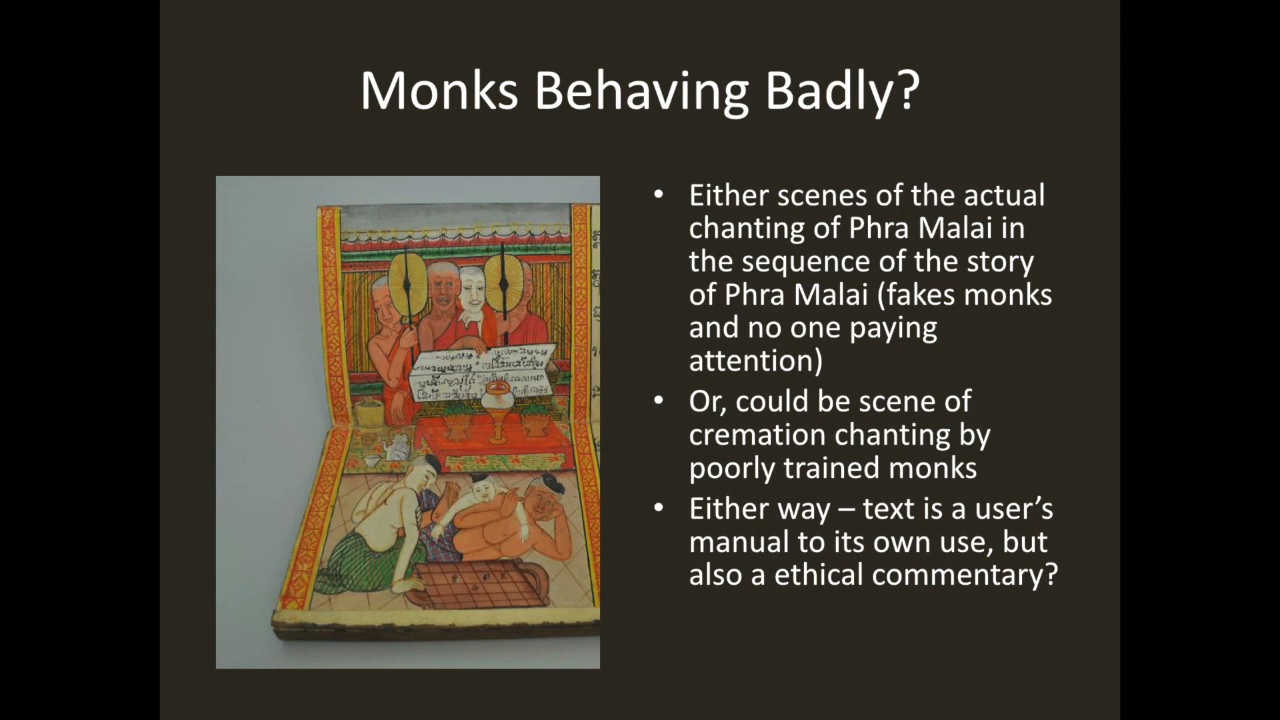 Monks Behaving Badly?
• Either scenes of the actual
chanting of Phra Malai in
the sequence of the story
of Phra Malai (fakes monks
and no one paying
attention)
• Or, could be scene of
cremation chanting by
poorly trained monks
• Either way – text is a user’s
manual to its own use, but
also a ethical commentary?